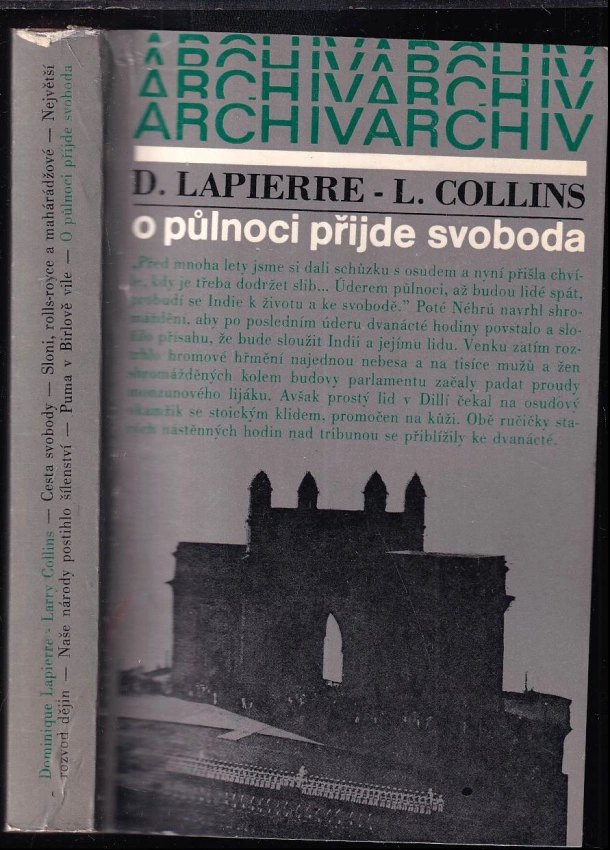 Dominique Lapierre - Larry Collins — Cesta svobody — Sloni, rolls-royce a mahárádžové — Největší
rozvod dějin — Naše národy postihlo šílenství — Puma v Birlově vile — O půlnoci přijde svoboda
ARCHIVARCHIV
ARCHIVARCHIV
ARCHIVARCHIV
D. LAPIERRE - L. COLLINS
o půlnoci přijde svoboda
„Před mnoha lety jsme si dali schůzku s osudem a nyní přišla chví-
le, kdy je třeba dodržet slib... Úderem půlnoci, až budou lidé spát,
probudí se Indie k životu a ke svobodě.” Poté Néhrú navrhl shro-
máždění, aby po posledním úderu dvanácté hodiny povstalo a slo-
žilo přísahu, že bude sloužit Indii a jejímu lidu. Venku zatím roz-
trhlo hromové hřmění najednou nebesa a na tisíce mužů a žen
shromážděných kolem budovy parlamentu začaly padat proudy
monzunového lijáku. Avšak prostý lid v Dillí čekal na osudový
okamžik se stoickým klidem, promočen na kůži. Obě ručičky sta-
rých nástěnných hodin nad tribunou se přiblížily ke dvanácté.